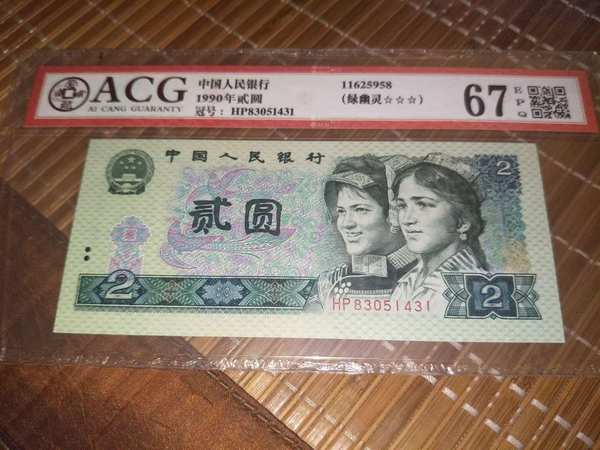 ACG
AI CANG GUARANTY
中国人民银行
1990年贰圆
冠号: HP83051431
11625958
(绿幽灵☆☆☆)
67
EPQ
中国人民银行
贰圆
2
2
HP83051431
2